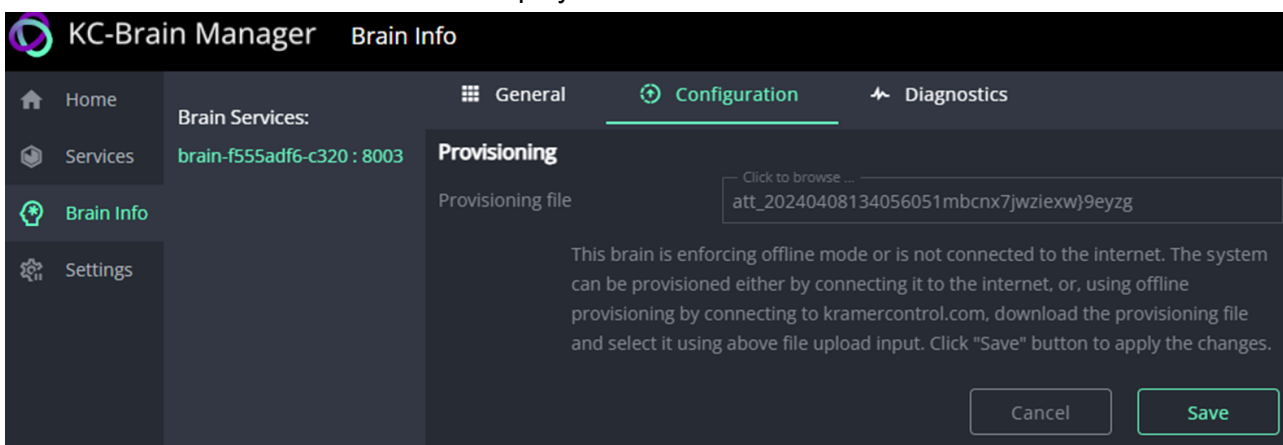 KC-Brain Manager Brain Info
Home
Services
Brain Info
Settings
Brain Services:
brain-f555adf6-c320 : 8003
General Configuration Diagnostics
Provisioning
Provisioning file
Click to browse ...
att_20240408134056051mbcnx7jwziexw}9eyzg
This brain is enforcing offline mode or is not connected to the internet. The system
can be provisioned either by connecting it to the internet, or, using offline
provisioning by connecting to kramercontrol.com, download the provisioning file
and select it using above file upload input. Click "Save" button to apply the changes.
Cancel Save